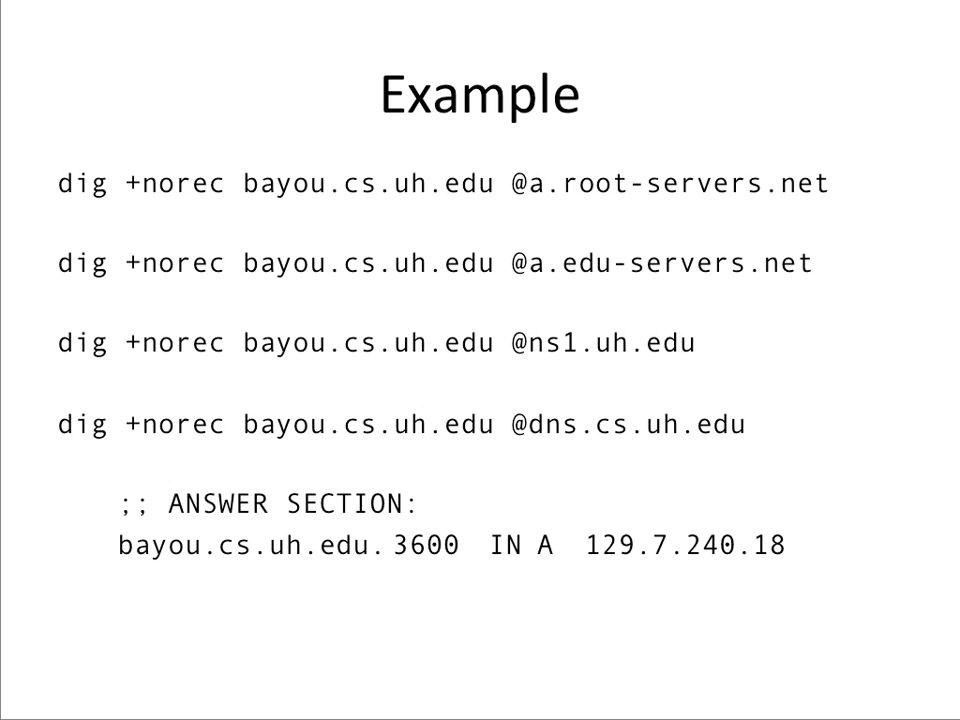 Example
dig +norec bayou.cs.uh.edu @a.root-servers.net
dig +norec bayou.cs.uh.edu @a.edu-servers.net
dig +norec bayou.cs.uh.edu @ns1.uh.edu
dig +norec bayou.cs.uh.edu @dns.cs.uh.edu
;; ANSWER SECTION:
bayou.cs.uh.edu. 3600 IN A 129.7.240.18